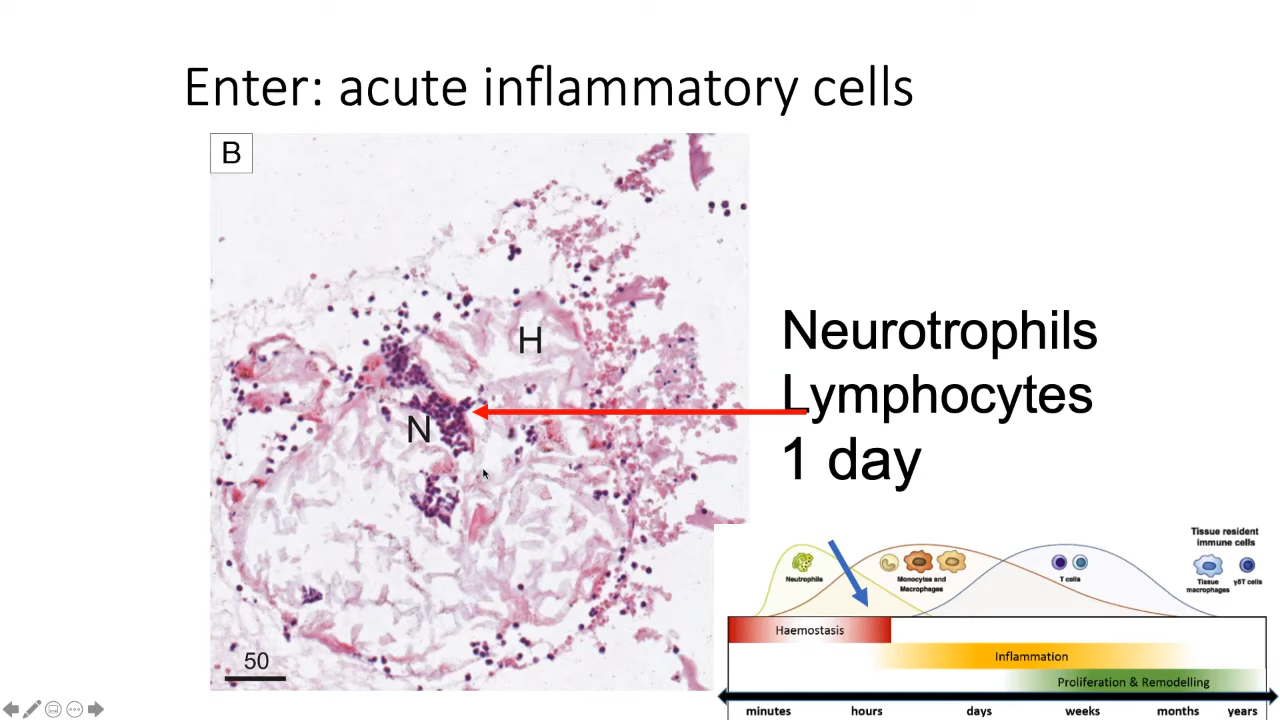 Enter: acute inflammatory cells
B
H
N
50
Neurotrophils
Lymphocytes
1 day
Neutrophils
Monocytes and
Macrophages
T cells
Tissue resident
immune cells
Tissue
macrophages
γδT cells
Haemostasis
Inflammation
Proliferation & Remodelling
minutes hours days weeks months years